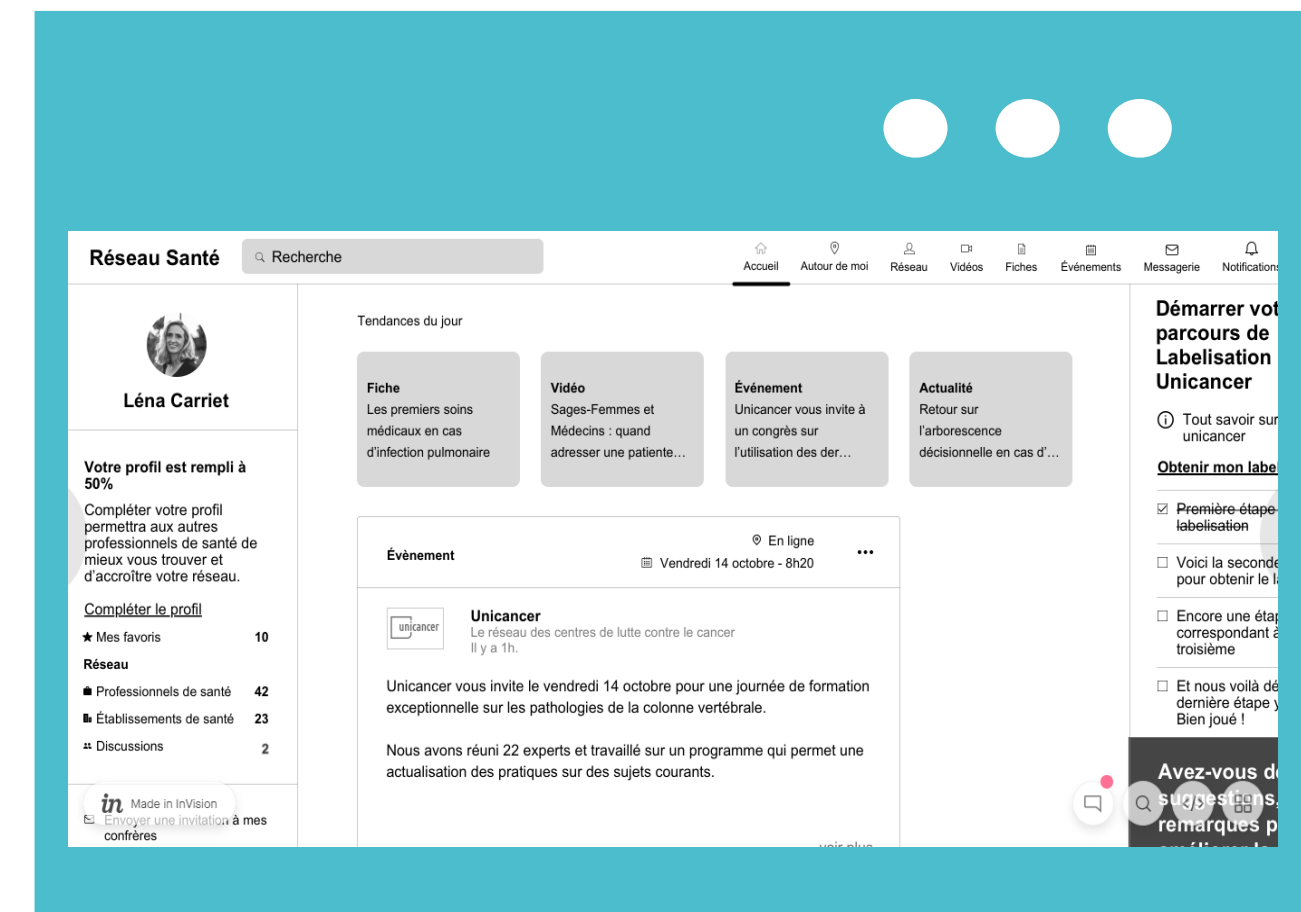 Réseau Santé
Recherche
Accueil
Autour de moi
Réseau
Vidéos
Fiches
Événements
Messagerie
Notifications
Léna Carriet
Votre profil est rempli à
50%
Compléter votre profil
permettra aux autres
professionnels de santé de
mieux vous trouver et
d'accroître votre réseau.
Compléter le profil
Mes favoris 10
Réseau
Professionnels de santé 42
Établissements de santé 23
Discussions 2
in Made in InVision
Envoyer une invitation à mes
confrères
Tendances du jour
Fiche
Les premiers soins
médicaux en cas
d'infection pulmonaire
Vidéo
Sages-Femmes et
Médecins : quand
adresser une patiente…
Événement
Unicancer vous invite à
un congrès sur
l'utilisation des der…
Actualité
Retour sur
l'arborescence
décisionnelle en cas d'…
Évènement
En ligne
Vendredi 14 octobre - 8h20
unicancer
Unicancer
Le réseau des centres de lutte contre le cancer
Il y a 1h.
Unicancer vous invite le vendredi 14 octobre pour une journée de formation
exceptionnelle sur les pathologies de la colonne vertébrale.
Nous avons réuni 22 experts et travaillé sur un programme qui permet une
actualisation des pratiques sur des sujets courants.
voir plus
Démarrer vot
parcours de
Labelisation
Unicancer
Tout savoir sur
unicancer
Obtenir mon label
Première étape
labelisation
Voici la seconde
pour obtenir le l
Encore une étap
correspondant à
troisième
Et nous voilà dé
dernière étape y
Bien joué !
Avez-vous de
suggestions,
remarques p